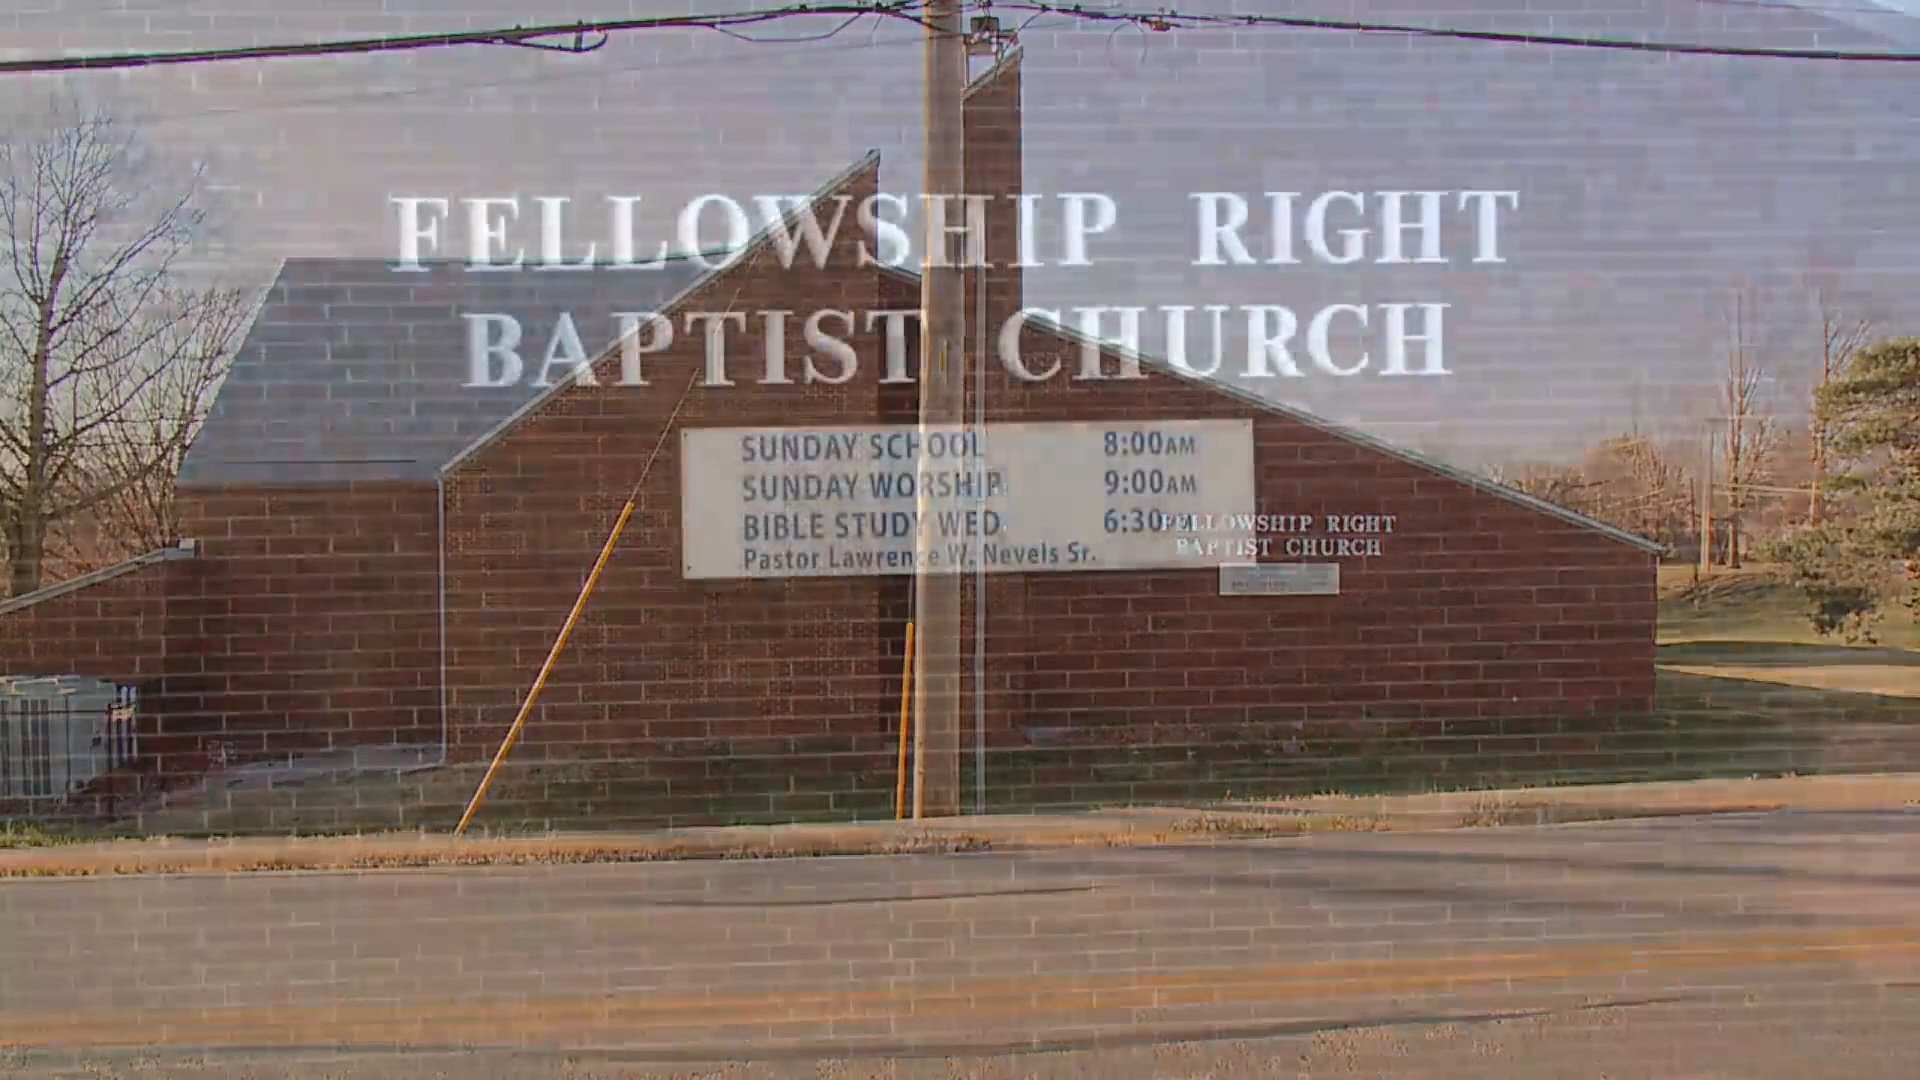 FELLOWSHIP RIGHT
BAPTIST CHURCH
SUNDAY SCHOOL 8:00AM
SUNDAY WORSHIP 9:00AM
BIBLE STUDY WED. 6:30PM
Pastor Lawrence W. Nevels Sr.
FELLOWSHIP RIGHT
BAPTIST CHURCH